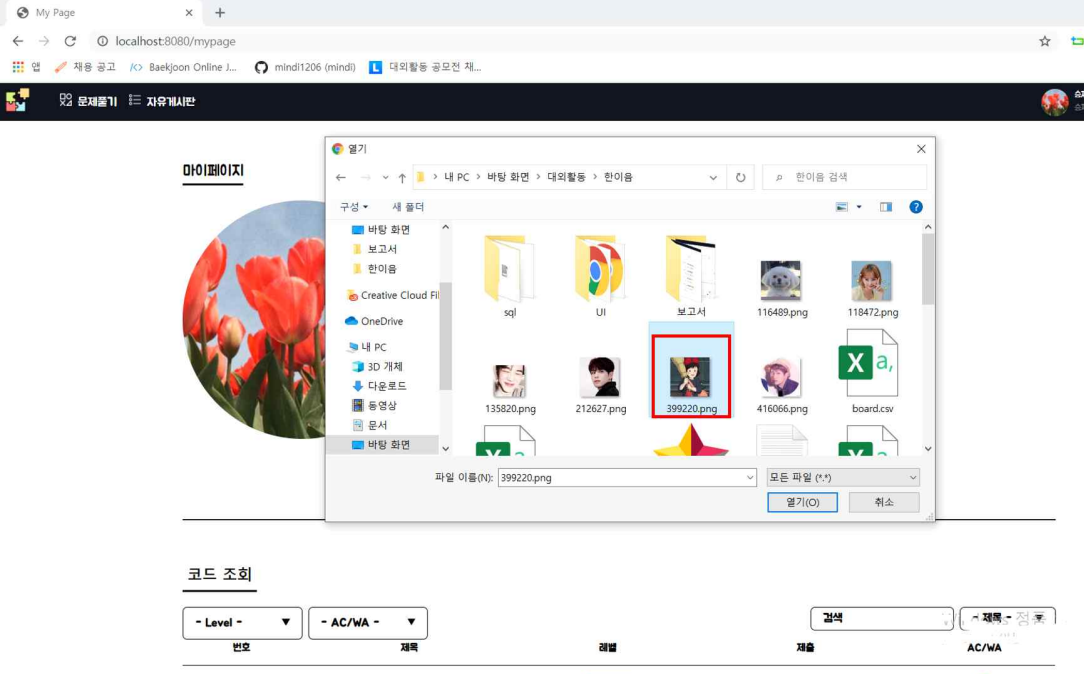 My Page
localhost:8080/mypage
앱 채용 공고 Baekjoon Online J... mindl1206 (mindi) 대외활동 공모전 채...
문제풀기 자유게시판
마이페이지
열기
내 PC > 바탕 화면 > 대외활동 > 한이음
한이음 검색
구성 새 폴더
바탕 화면
보고서
한이음
Creative Cloud Fil
OneDrive
내 PC
3D 개체
다운로드
동영상
문서
바탕 화면
sql UI 보고서 116489.png 118472.png
135820.png 212627.png 399220.png 416066.png board.csv
파일 이름(N): 399220.png 모든 파일 (*.*)
열기(O) 취소
코드 조회
- Level - - AC/WA - 검색 - 제목 -
번호 제목 레벨 제출 AC/WA